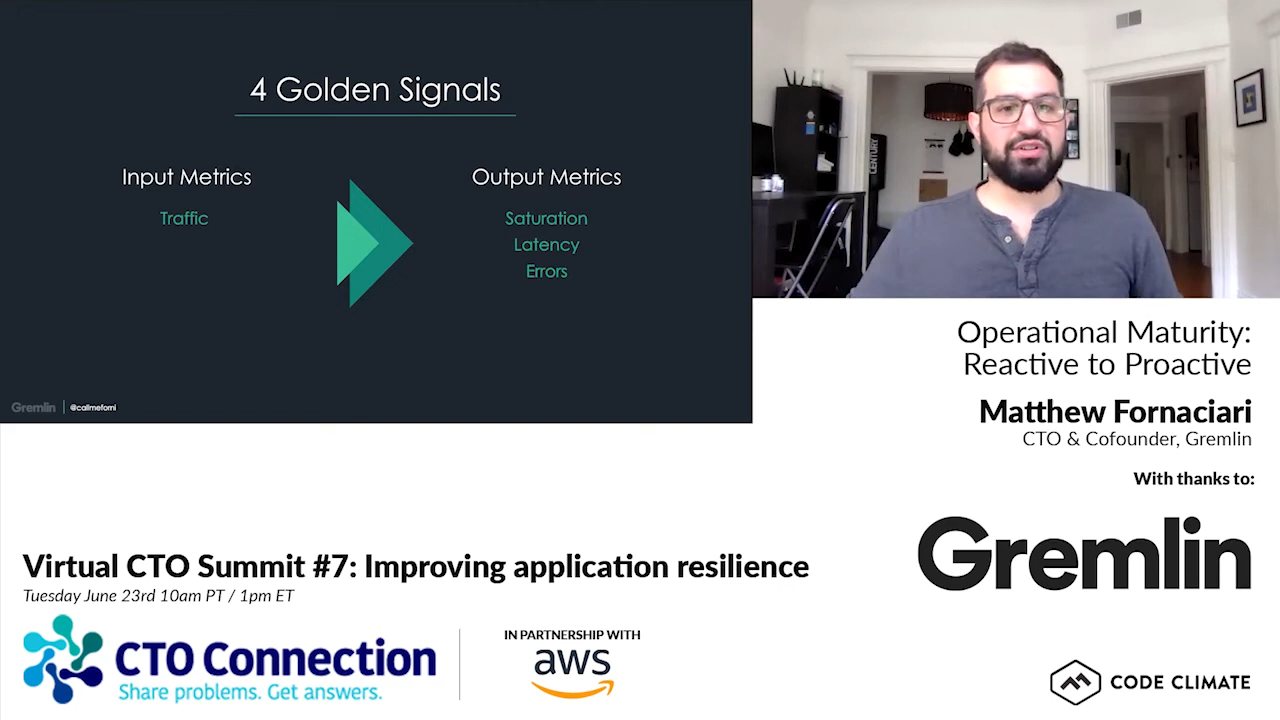 4 Golden Signals
Input Metrics
Traffic
Output Metrics
Saturation
Latency
Errors
Gremlin
@callmeforni
CENTURY
Operational Maturity:
Reactive to Proactive
Matthew Fornaciari
CTO & Cofounder, Gremlin
With thanks to:
Gremlin
Virtual CTO Summit #7: Improving application resilience
Tuesday June 23rd 10am PT / 1pm ET
CTO Connection
Share problems. Get answers.
IN PARTNERSHIP WITH
aws
CODE CLIMATE